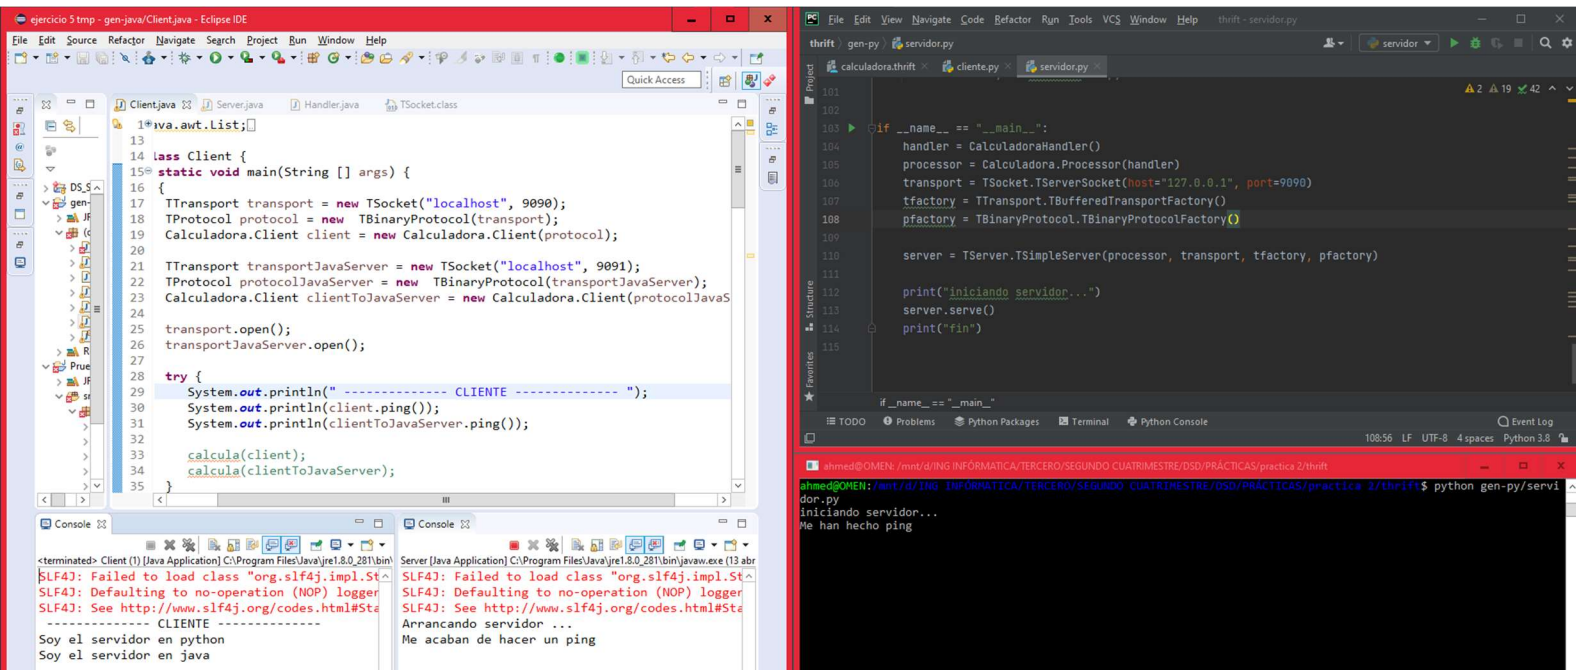 ejercicio 5 tmp - gen-java/Client.java - Eclipse IDE
File Edit Source Refactor Navigate Search Project Run Window Help
Quick Access
Client.java Server.java Handler.java TSocket.class
1 ava.awt.List;
13
14 lass Client {
15 static void main(String [] args) {
16 {
17 TTransport transport = new TSocket("localhost", 9090);
18 TProtocol protocol = new TBinaryProtocol(transport);
19 Calculadora.Client client = new Calculadora.Client(protocol);
20
21 TTransport transportJavaServer = new TSocket("localhost", 9091);
22 TProtocol protocolJavaServer = new TBinaryProtocol(transportJavaServer);
23 Calculadora.Client clientToJavaServer = new Calculadora.Client(protocolJavaS
24
25 transport.open();
26 transportJavaServer.open();
27
28 try {
29 System.out.println(" -------------- CLIENTE -------------- ");
30 System.out.println(client.ping());
31 System.out.println(clientToJavaServer.ping());
32
33 calcula(client);
34 calcula(clientToJavaServer);
35 }
DS_S
gen-
JF
(c
R
Prue
JF
sr
Console
<terminated> Client (1) [Java Application] C:\Program Files\Java\jre1.8.0_281\bin\
SLF4J: Failed to load class "org.slf4j.impl.St
SLF4J: Defaulting to no-operation (NOP) logger
SLF4J: See http://www.slf4j.org/codes.html#Sta
-------------- CLIENTE --------------
Soy el servidor en python
Soy el servidor en java
Console
Server [Java Application] C:\Program Files\Java\jre1.8.0_281\bin\javaw.exe (13 abr
SLF4J: Failed to load class "org.slf4j.impl.St
SLF4J: Defaulting to no-operation (NOP) logger
SLF4J: See http://www.slf4j.org/codes.html#Sta
Arrancando servidor ...
Me acaban de hacer un ping
PC File Edit View Navigate Code Refactor Run Tools VCS Window Help thrift - servidor.py
thrift gen-py servidor.py
servidor
calculadora.thrift cliente.py servidor.py
Project
Structure
Favorites
2 19 42
101
102
103 if __name__ == "__main__":
104 handler = CalculadoraHandler()
105 processor = Calculadora.Processor(handler)
106 transport = TSocket.TServerSocket(host="127.0.0.1", port=9090)
107 tfactory = TTransport.TBufferedTransportFactory()
108 pfactory = TBinaryProtocol.TBinaryProtocolFactory()
109
110 server = TServer.TSimpleServer(processor, transport, tfactory, pfactory)
111
112 print("iniciando servidor...")
113 server.serve()
114 print("fin")
115
if __name__ == "__main__"
TODO Problems Python Packages Terminal Python Console Event Log
108:56 LF UTF-8 4 spaces Python 3.8
ahmed@OMEN: /mnt/d/ING INFÓRMATICA/TERCERO/SEGUNDO CUATRIMESTRE/DSD/PRÁCTICAS/practica 2/thrift
ahmed@OMEN:/mnt/d/ING INFÓRMATICA/TERCERO/SEGUNDO CUATRIMESTRE/DSD/PRÁCTICAS/practica 2/thrift$ python gen-py/servi
dor.py
iniciando servidor...
Me han hecho ping